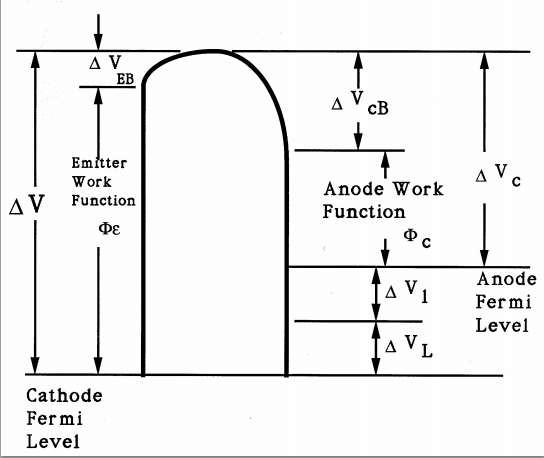 Δ V EB
Δ V cB
Emitter
Work
Function
Φε
Δ V
Anode Work
Function
Φ c
Δ V c
Δ V 1
Anode
Fermi
Level
Δ V L
Cathode
Fermi
Level